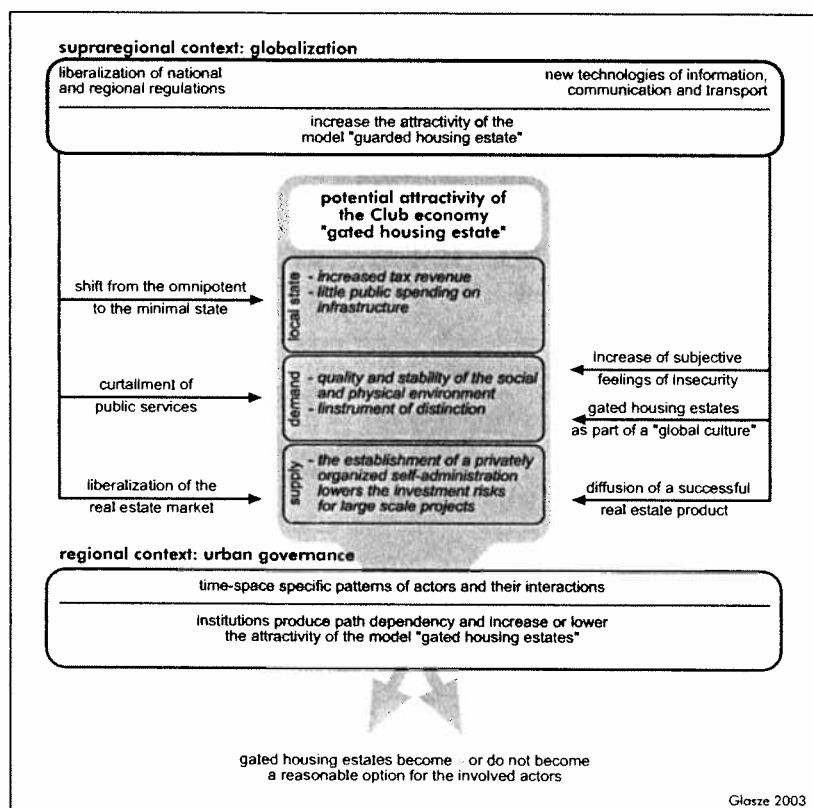 supraregional context: globalization
liberalization of national
and regional regulations
new technologies of information,
communication and transport
increase the attractivity of the
model "guarded housing estate"
potential attractivity of
the Club economy
"gated housing estate"
shift from the omnipotent
to the minimal state
local state
- increased tax revenue
- little public spending on
infrastructure
increase of subjective
feelings of insecurity
curtailment of
public services
demand
- quality and stability of the social
and physical environment
- Iinstrument of distinction
gated housing estates
as part of a "global culture"
liberalization of the
real estate market
supply
- the establishment of a privately
organized self-administration
lowers the investment risks
for large scale projects
diffusion of a successful
real estate product
regional context: urban governance
time-space specific patterns of actors and their interactions
institutions produce path dependency and increase or lower
the attractivity of the model "gated housing estates"
gated housing estates become - or do not become
a reasonable option for the involved actors
Glasze 2003